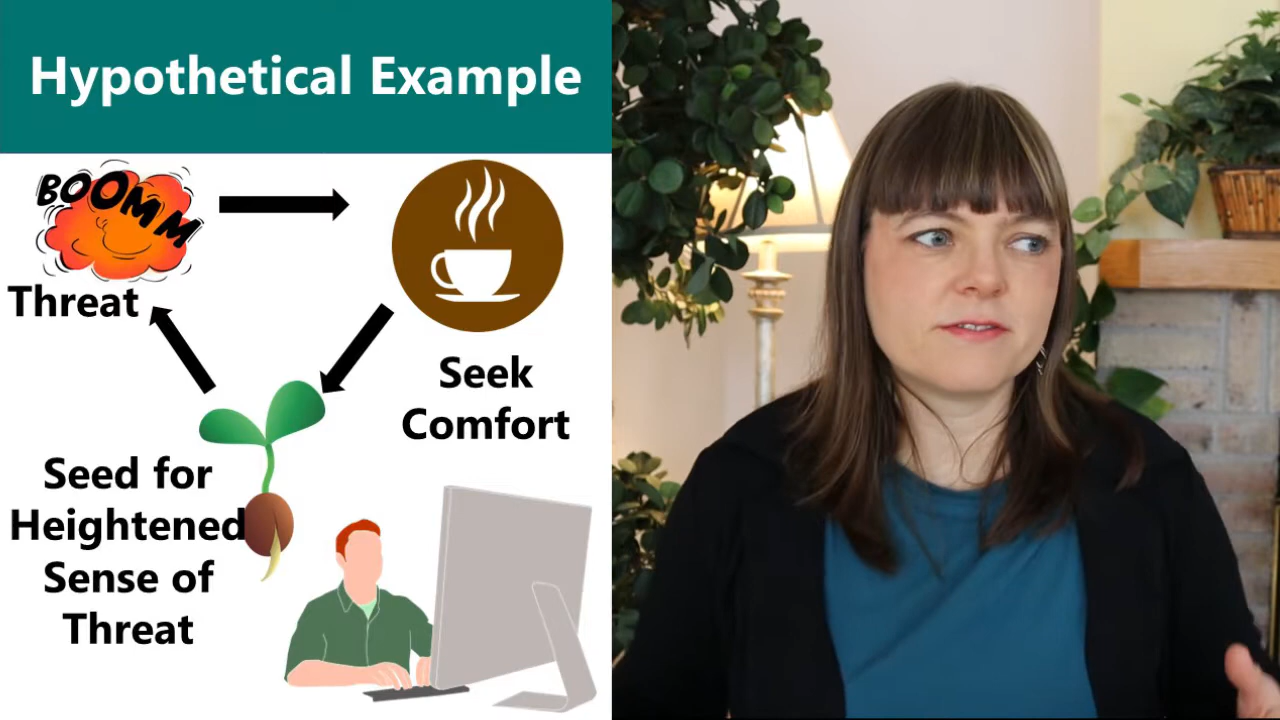 Hypothetical Example
BOOMM
Threat
Seek
Comfort
Seed for
Heightened
Sense of
Threat